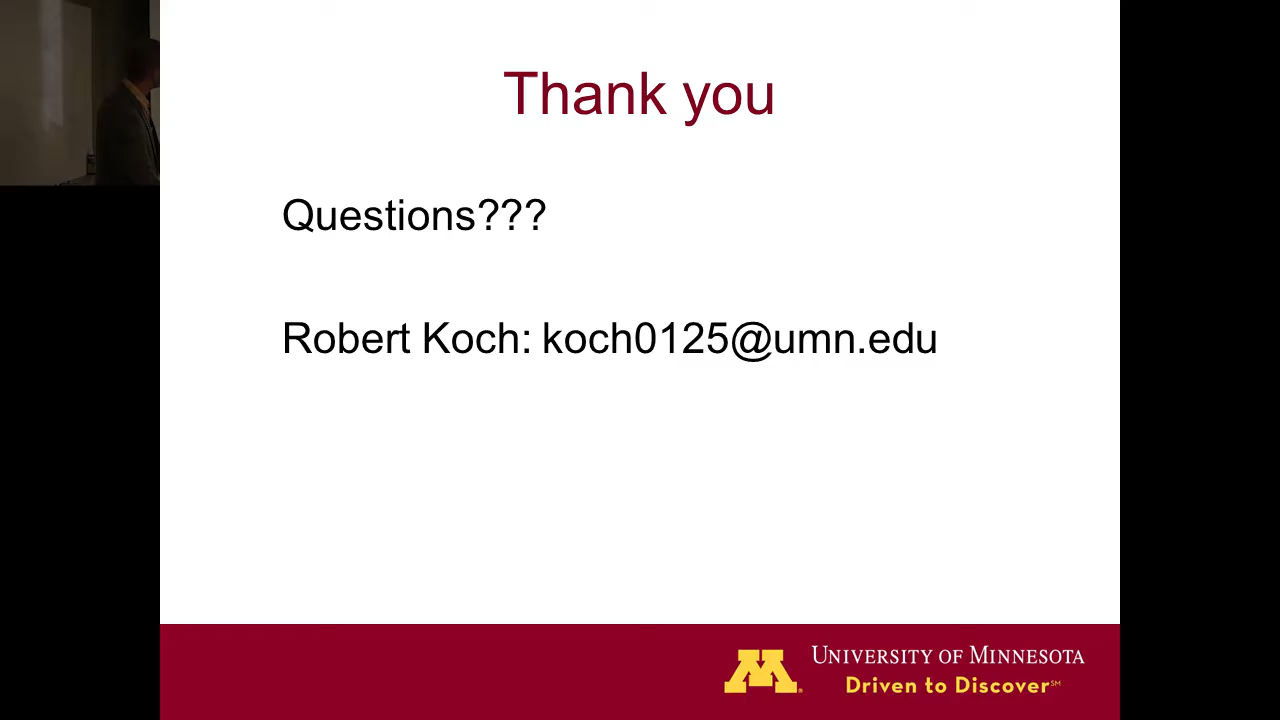 Thank you
Questions???
Robert Koch: koch0125@umn.edu
UNIVERSITY OF MINNESOTA
Driven to Discover℠